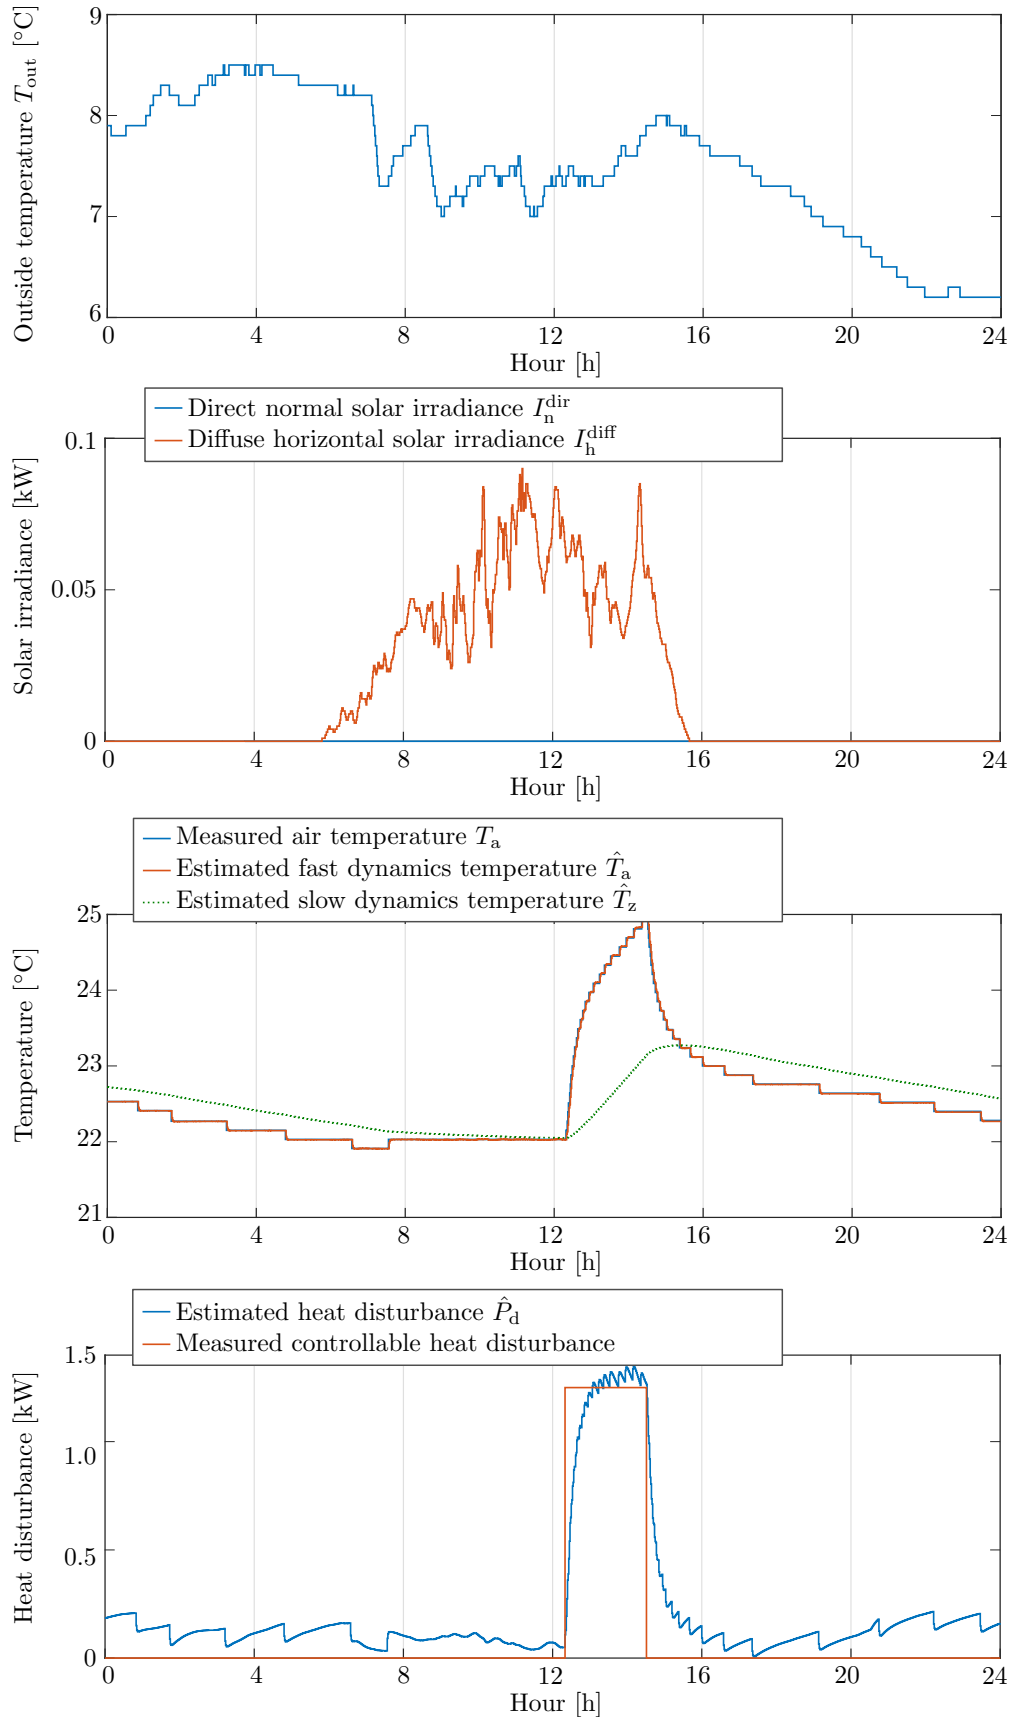 Outside temperature T_out [°C]
9
8
7
6
0 4 8 12 16 20 24
Hour [h]
Direct normal solar irradiance I_n^dir
Diffuse horizontal solar irradiance I_h^diff
Solar irradiance [kW]
0.1
0.05
0
0 4 8 12 16 20 24
Hour [h]
Measured air temperature T_a
Estimated fast dynamics temperature T̂_a
Estimated slow dynamics temperature T̂_z
Temperature [°C]
25
24
23
22
21
0 4 8 12 16 20 24
Hour [h]
Estimated heat disturbance P̂_d
Measured controllable heat disturbance
Heat disturbance [kW]
1.5
1.0
0.5
0
0 4 8 12 16 20 24
Hour [h]